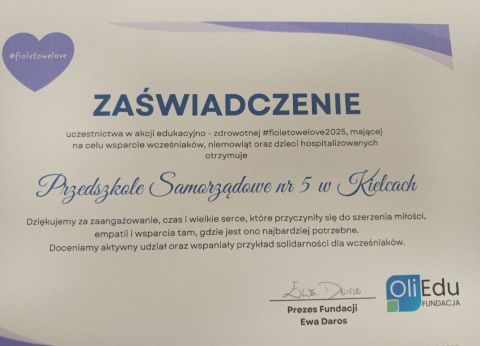 #fioletowelove
ZAŚWIADCZENIE
uczestnictwa w akcji edukacyjno - zdrowotnej #fioletowelove2025, mającej
na celu wsparcie wcześniaków, niemowląt oraz dzieci hospitalizowanych
otrzymuje
Przedszkole Samorządowe nr 5 w Kielcach
Dziękujemy za zaangażowanie, czas i wielkie serce, które przyczyniły się do szerzenia miłości,
empatii i wsparcia tam, gdzie jest ono najbardziej potrzebne.
Doceniamy aktywny udział oraz wspaniały przykład solidarności dla wcześniaków.
Ewa Daros
Prezes Fundacji
Ewa Daros
OliEdu
FUNDACJA